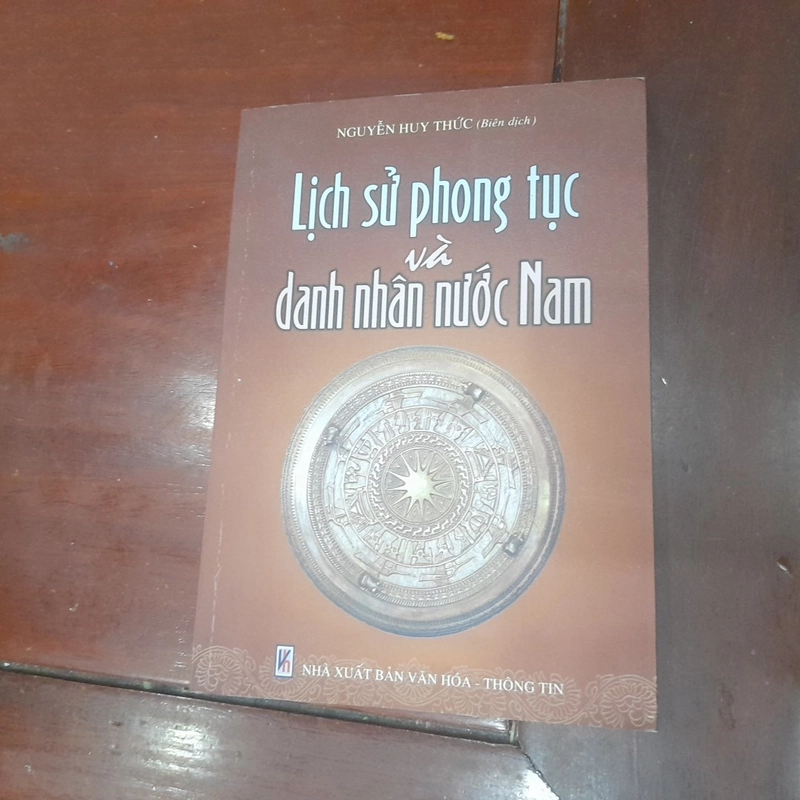 NGUYỄN HUY THỨC (Biên dịch)
Lịch sử phong tục
và
danh nhân nước Nam
Vh
NHÀ XUẤT BẢN VĂN HÓA - THÔNG TIN